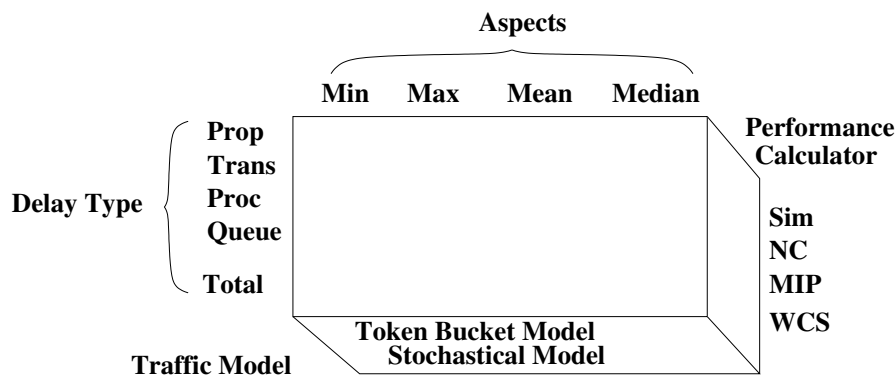 Aspects
Min Max Mean Median
Performance
Calculator
Delay Type
Prop
Trans
Proc
Queue
Total
Sim
NC
MIP
WCS
Traffic Model
Token Bucket Model
Stochastical Model